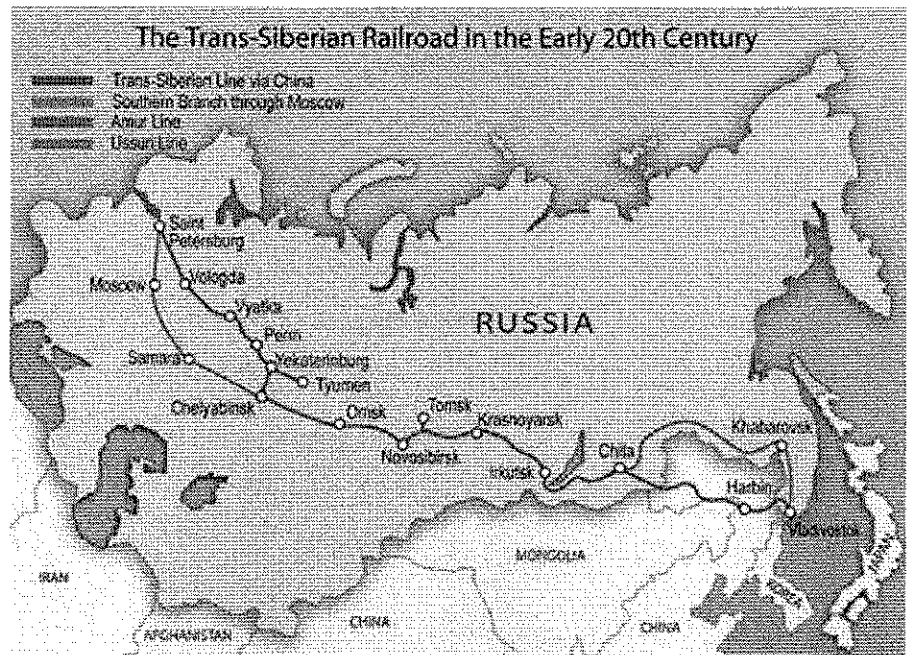 The Trans-Siberian Railroad in the Early 20th Century
Trans-Siberian Line via China
Southern Branch through Moscow
Amur Line
Ussuri Line
Saint
Petersburg
Moscow
Vologda
Vyatka
Perm
RUSSIA
Samara
Yekaterinburg
Tyumen
Chelyabinsk
Omsk
Tomsk
Krasnoyarsk
Khabarovsk
Novosibirsk
Irkutsk
Chita
Harbin
Vladivostok
MONGOLIA
IRAN
JAPAN
KOREA
AFGHANISTAN
CHINA
CHINA